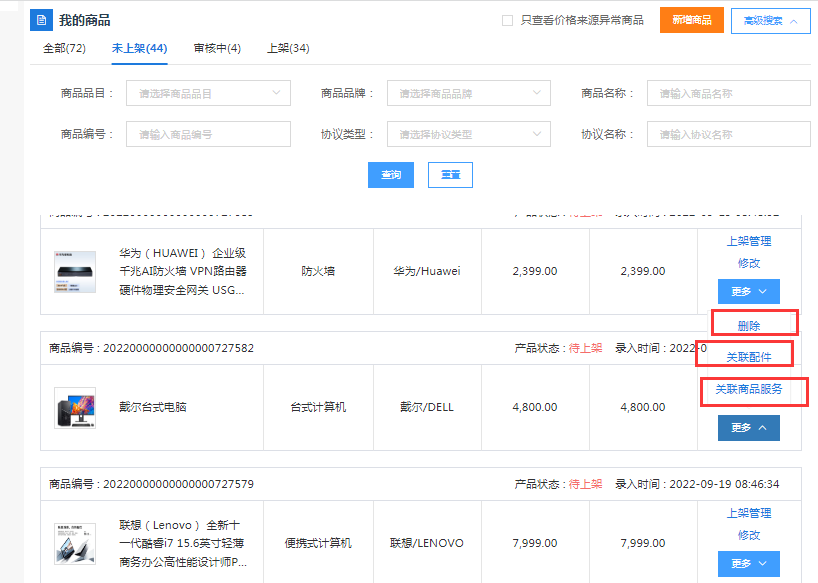 我的商品
只查看价格来源异常商品
新增商品
高级搜索
全部(72) 未上架(44) 审核中(4) 上架(34)
商品品目： 请选择商品品目 商品品牌： 请选择商品品牌 商品名称： 请输入商品名称
商品编号： 请输入商品编号 协议类型： 请选择协议类型 协议名称： 请输入协议名称
查询 重置
华为（HUAWEI） 企业级
千兆AI防火墙 VPN路由器
硬件物理安全网关 USG...
防火墙
华为/Huawei
2,399.00
2,399.00
上架管理
修改
更多
删除
商品编号 : 2022000000000000727582 产品状态 : 待上架 录入时间 : 2022-0
关联配件
关联商品服务
戴尔台式电脑
台式计算机
戴尔/DELL
4,800.00
4,800.00
更多
商品编号 : 2022000000000000727579 产品状态 : 待上架 录入时间 : 2022-09-19 08:46:34
联想（Lenovo） 全新十
一代酷睿i7 15.6英寸轻薄
商务办公高性能设计师P...
便携式计算机
联想/LENOVO
7,999.00
7,999.00
上架管理
修改
更多